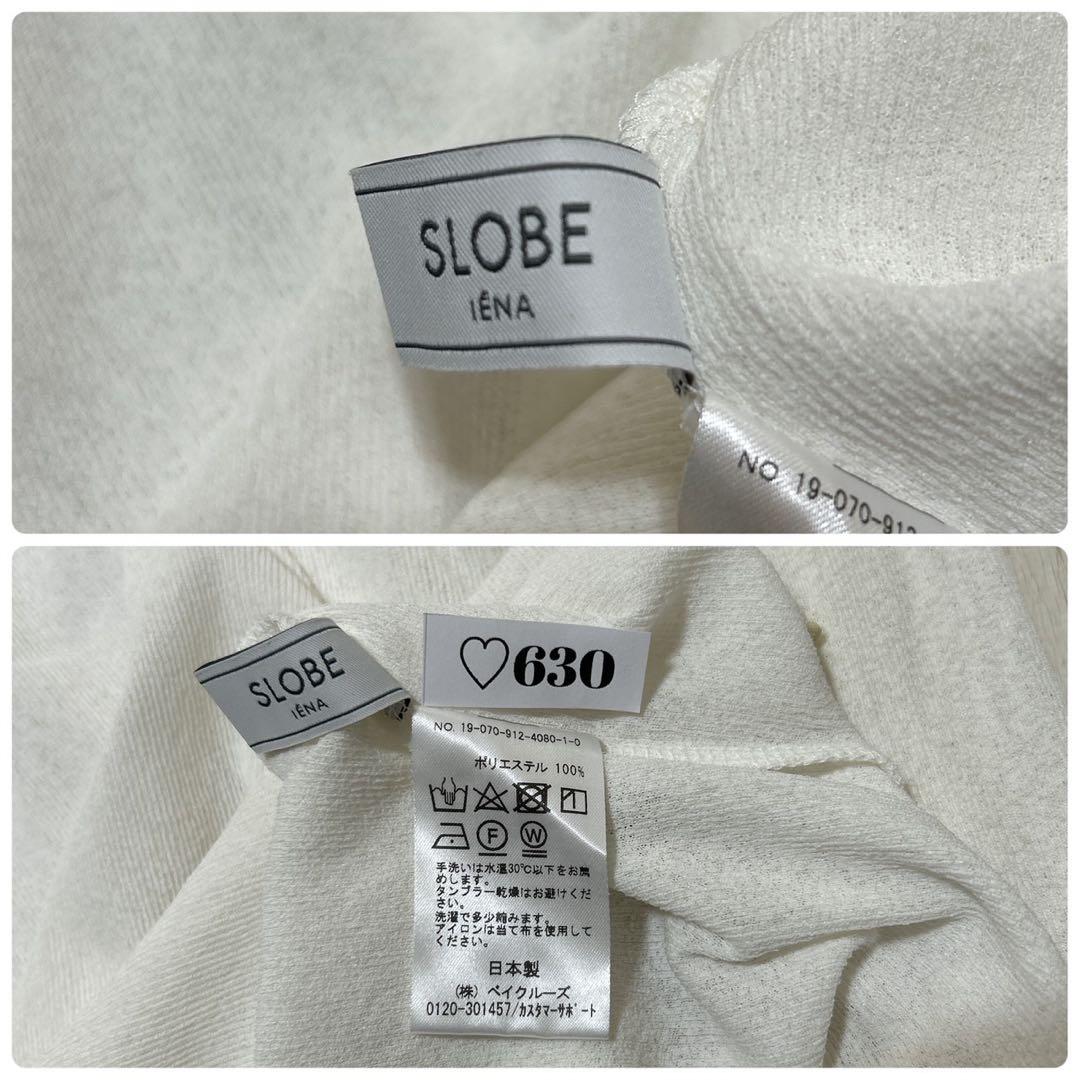 SLOBE
IÉNA
NO 19-070-912
SLOBE
IÉNA
♡630
NO. 19-070-912-4080-1-0
ポリエステル 100%
F W
手洗いは水温30℃以下をお薦
めします。
タンブラー乾燥はお避けくだ
さい。
洗濯で多少縮みます。
アイロンは当て布を使用して
ください。
日本製
(株) ベイクルーズ
0120-301457/カスタマーサポート